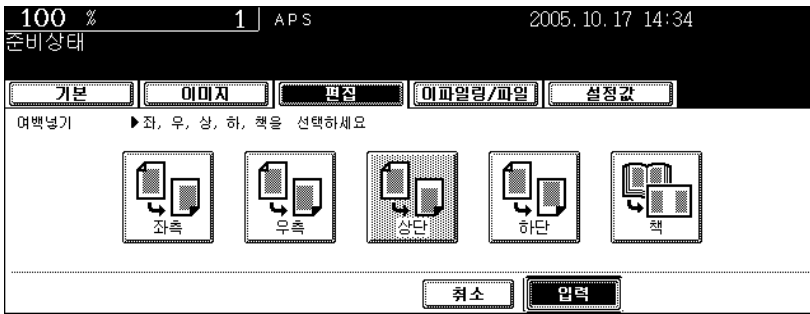 100 % 1 APS 2005.10.17 14:34
준비상태
기본 이미지 편집 이파일링/파일 설정값
여백넣기 ▶좌, 우, 상, 하, 책을 선택하세요
좌측 우측 상단 하단 책
취소 입력